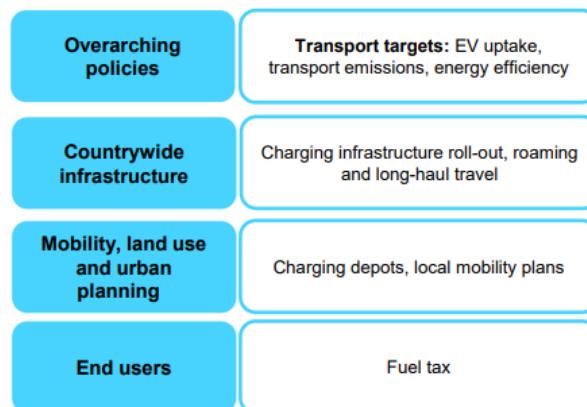 Overarching
policies
Transport targets: EV uptake,
transport emissions, energy efficiency
Countrywide
infrastructure
Charging infrastructure roll-out, roaming
and long-haul travel
Mobility, land use
and urban
planning
Charging depots, local mobility plans
End users
Fuel tax